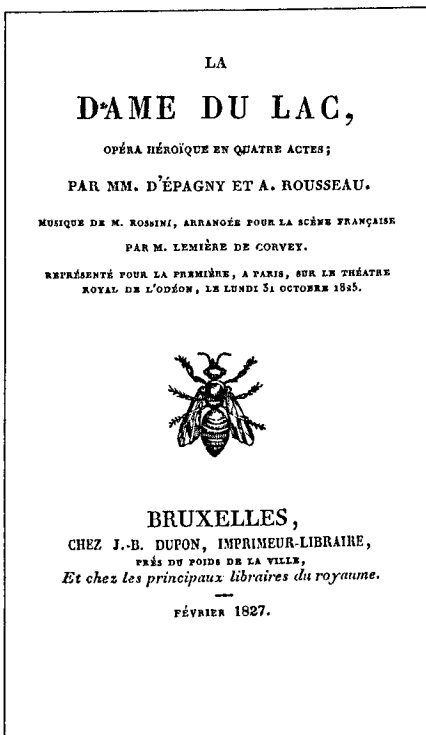 LA
DAME DU LAC,
OPÉRA HÉROÏQUE EN QUATRE ACTES;
PAR MM. D'ÉPAGNY ET A. ROUSSEAU.
MUSIQUE DE M. ROSSINI, ARRANGÉE POUR LA SCÈNE FRANÇAISE
PAR M. LEMIÈRE DE CORVEY.
REPRÉSENTÉ POUR LA PREMIÈRE, A PARIS, SUR LE THÉATRE
ROYAL DE L'ODÉON, LE LUNDI 31 OCTOBRE 1825.
BRUXELLES,
CHEZ J.-B. DUPON, IMPRIMEUR-LIBRAIRE,
PRÉS DU POIDS DE LA VILLE,
Et chez les principaux libraires du royaume.
FÉVRIER 1827.